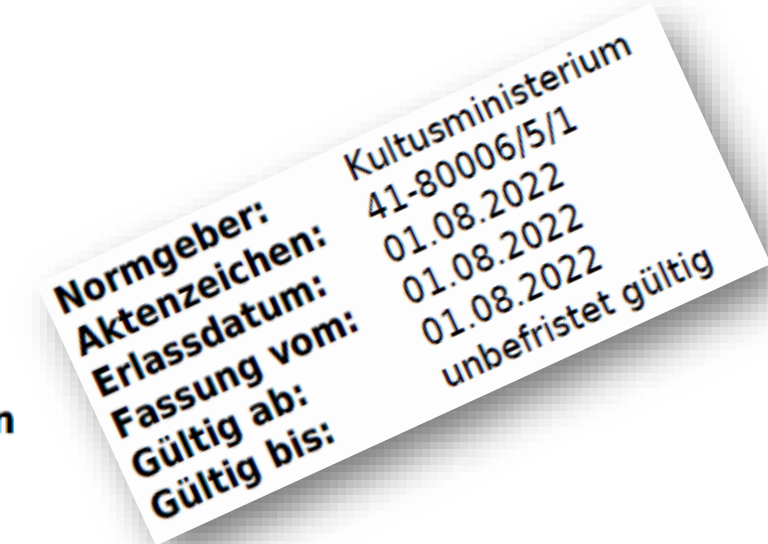 Normgeber: Kultusministerium
Aktenzeichen: 41-80006/5/1
Erlassdatum: 01.08.2022
Fassung vom: 01.08.2022
Gültig ab: 01.08.2022
Gültig bis: unbefristet gültig
n